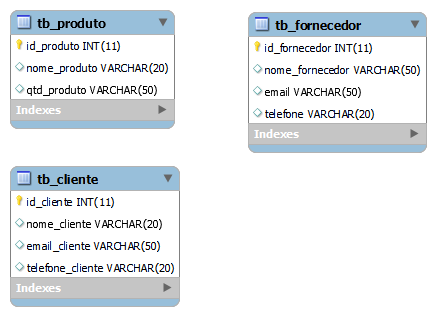 tb_produto
id_produto INT(11)
nome_produto VARCHAR(20)
qtd_produto VARCHAR(50)
Indexes
tb_fornecedor
id_fornecedor INT(11)
nome_fornecedor VARCHAR(50)
email VARCHAR(50)
telefone VARCHAR(20)
Indexes
tb_cliente
id_cliente INT(11)
nome_cliente VARCHAR(20)
email_cliente VARCHAR(50)
telefone_cliente VARCHAR(20)
Indexes